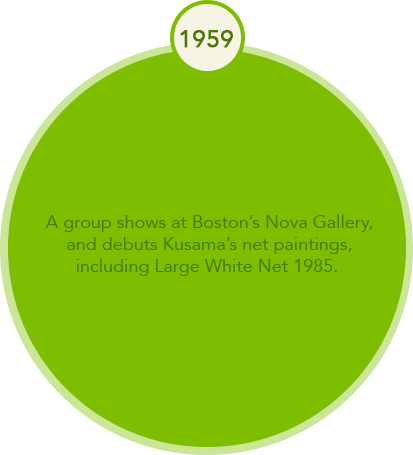 1959
A group shows at Boston’s Nova Gallery,
and debuts Kusama’s net paintings,
including Large White Net 1985.